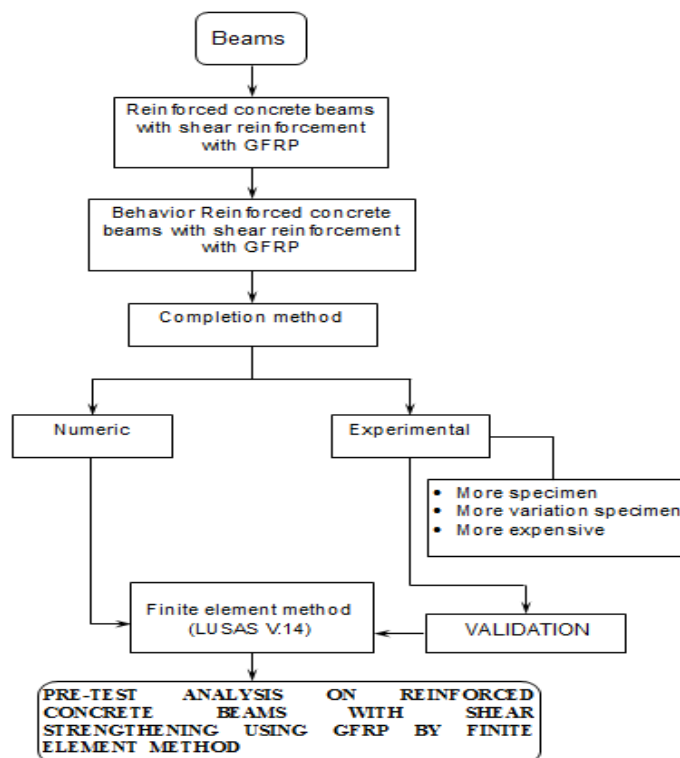 Beams
Reinforced concrete beams
with shear reinforcement
with GFRP
Behavior Reinforced concrete
beams with shear reinforcement
with GFRP
Completion method
Numeric
Experimental
• More specimen
• More variation specimen
• More expensive
Finite element method
(LUSAS V.14)
VALIDATION
PRE-TEST ANALYSIS ON REINFORCED
CONCRETE BEAMS WITH SHEAR
STRENGTHENING USING GFRP BY FINITE
ELEMENT METHOD